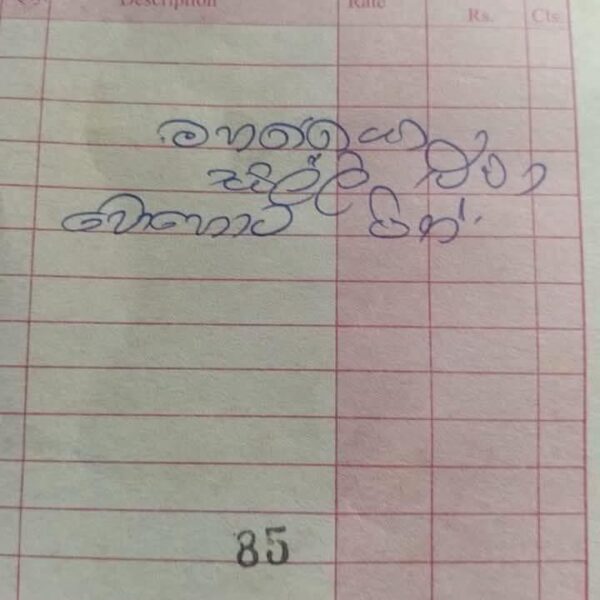 Description Rate Rs. Cts.
මහත්තයා
සල්ලි
බොහොම පින්.
85